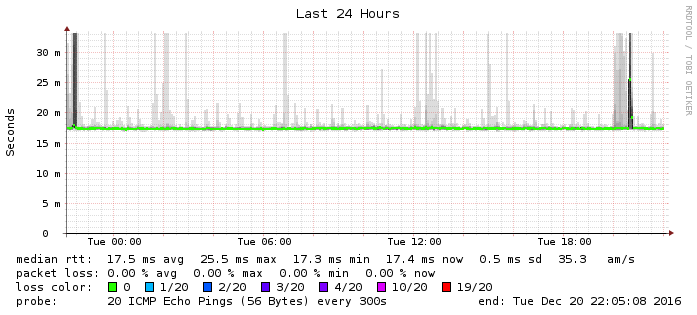 Last 24 Hours
RRDTOOL / TOBI OETIKER
Seconds
30 m
25 m
20 m
15 m
10 m
5 m
0
Tue 00:00 Tue 06:00 Tue 12:00 Tue 18:00
median rtt: 17.5 ms avg 25.5 ms max 17.3 ms min 17.4 ms now 0.5 ms sd 35.3 am/s
packet loss: 0.00 % avg 0.00 % max 0.00 % min 0.00 % now
loss color: 0 1/20 2/20 3/20 4/20 10/20 19/20
probe: 20 ICMP Echo Pings (56 Bytes) every 300s end: Tue Dec 20 22:05:08 2016